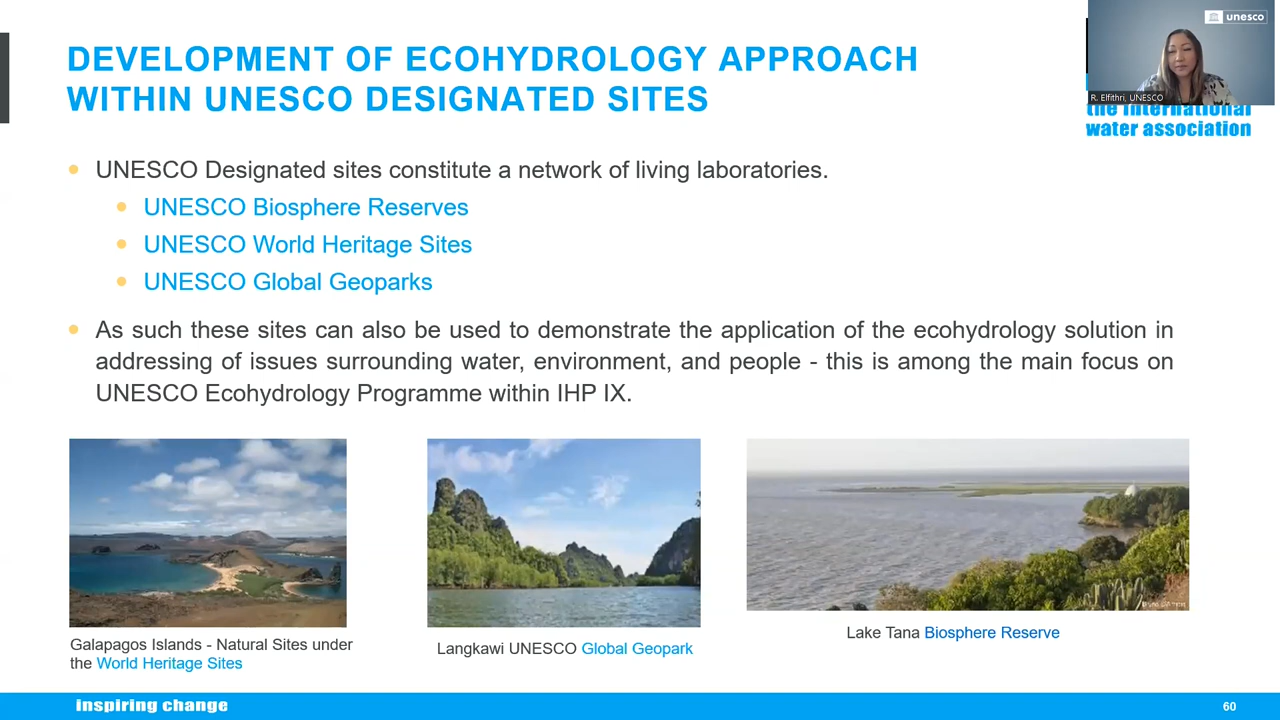 DEVELOPMENT OF ECOHYDROLOGY APPROACH
WITHIN UNESCO DESIGNATED SITES
unesco
R. Elfithri, UNESCO
the international
water association
UNESCO Designated sites constitute a network of living laboratories.
UNESCO Biosphere Reserves
UNESCO World Heritage Sites
UNESCO Global Geoparks
As such these sites can also be used to demonstrate the application of the ecohydrology solution in
addressing of issues surrounding water, environment, and people - this is among the main focus on
UNESCO Ecohydrology Programme within IHP IX.
Galapagos Islands - Natural Sites under
the World Heritage Sites
Langkawi UNESCO Global Geopark
Lake Tana Biosphere Reserve
inspiring change
60